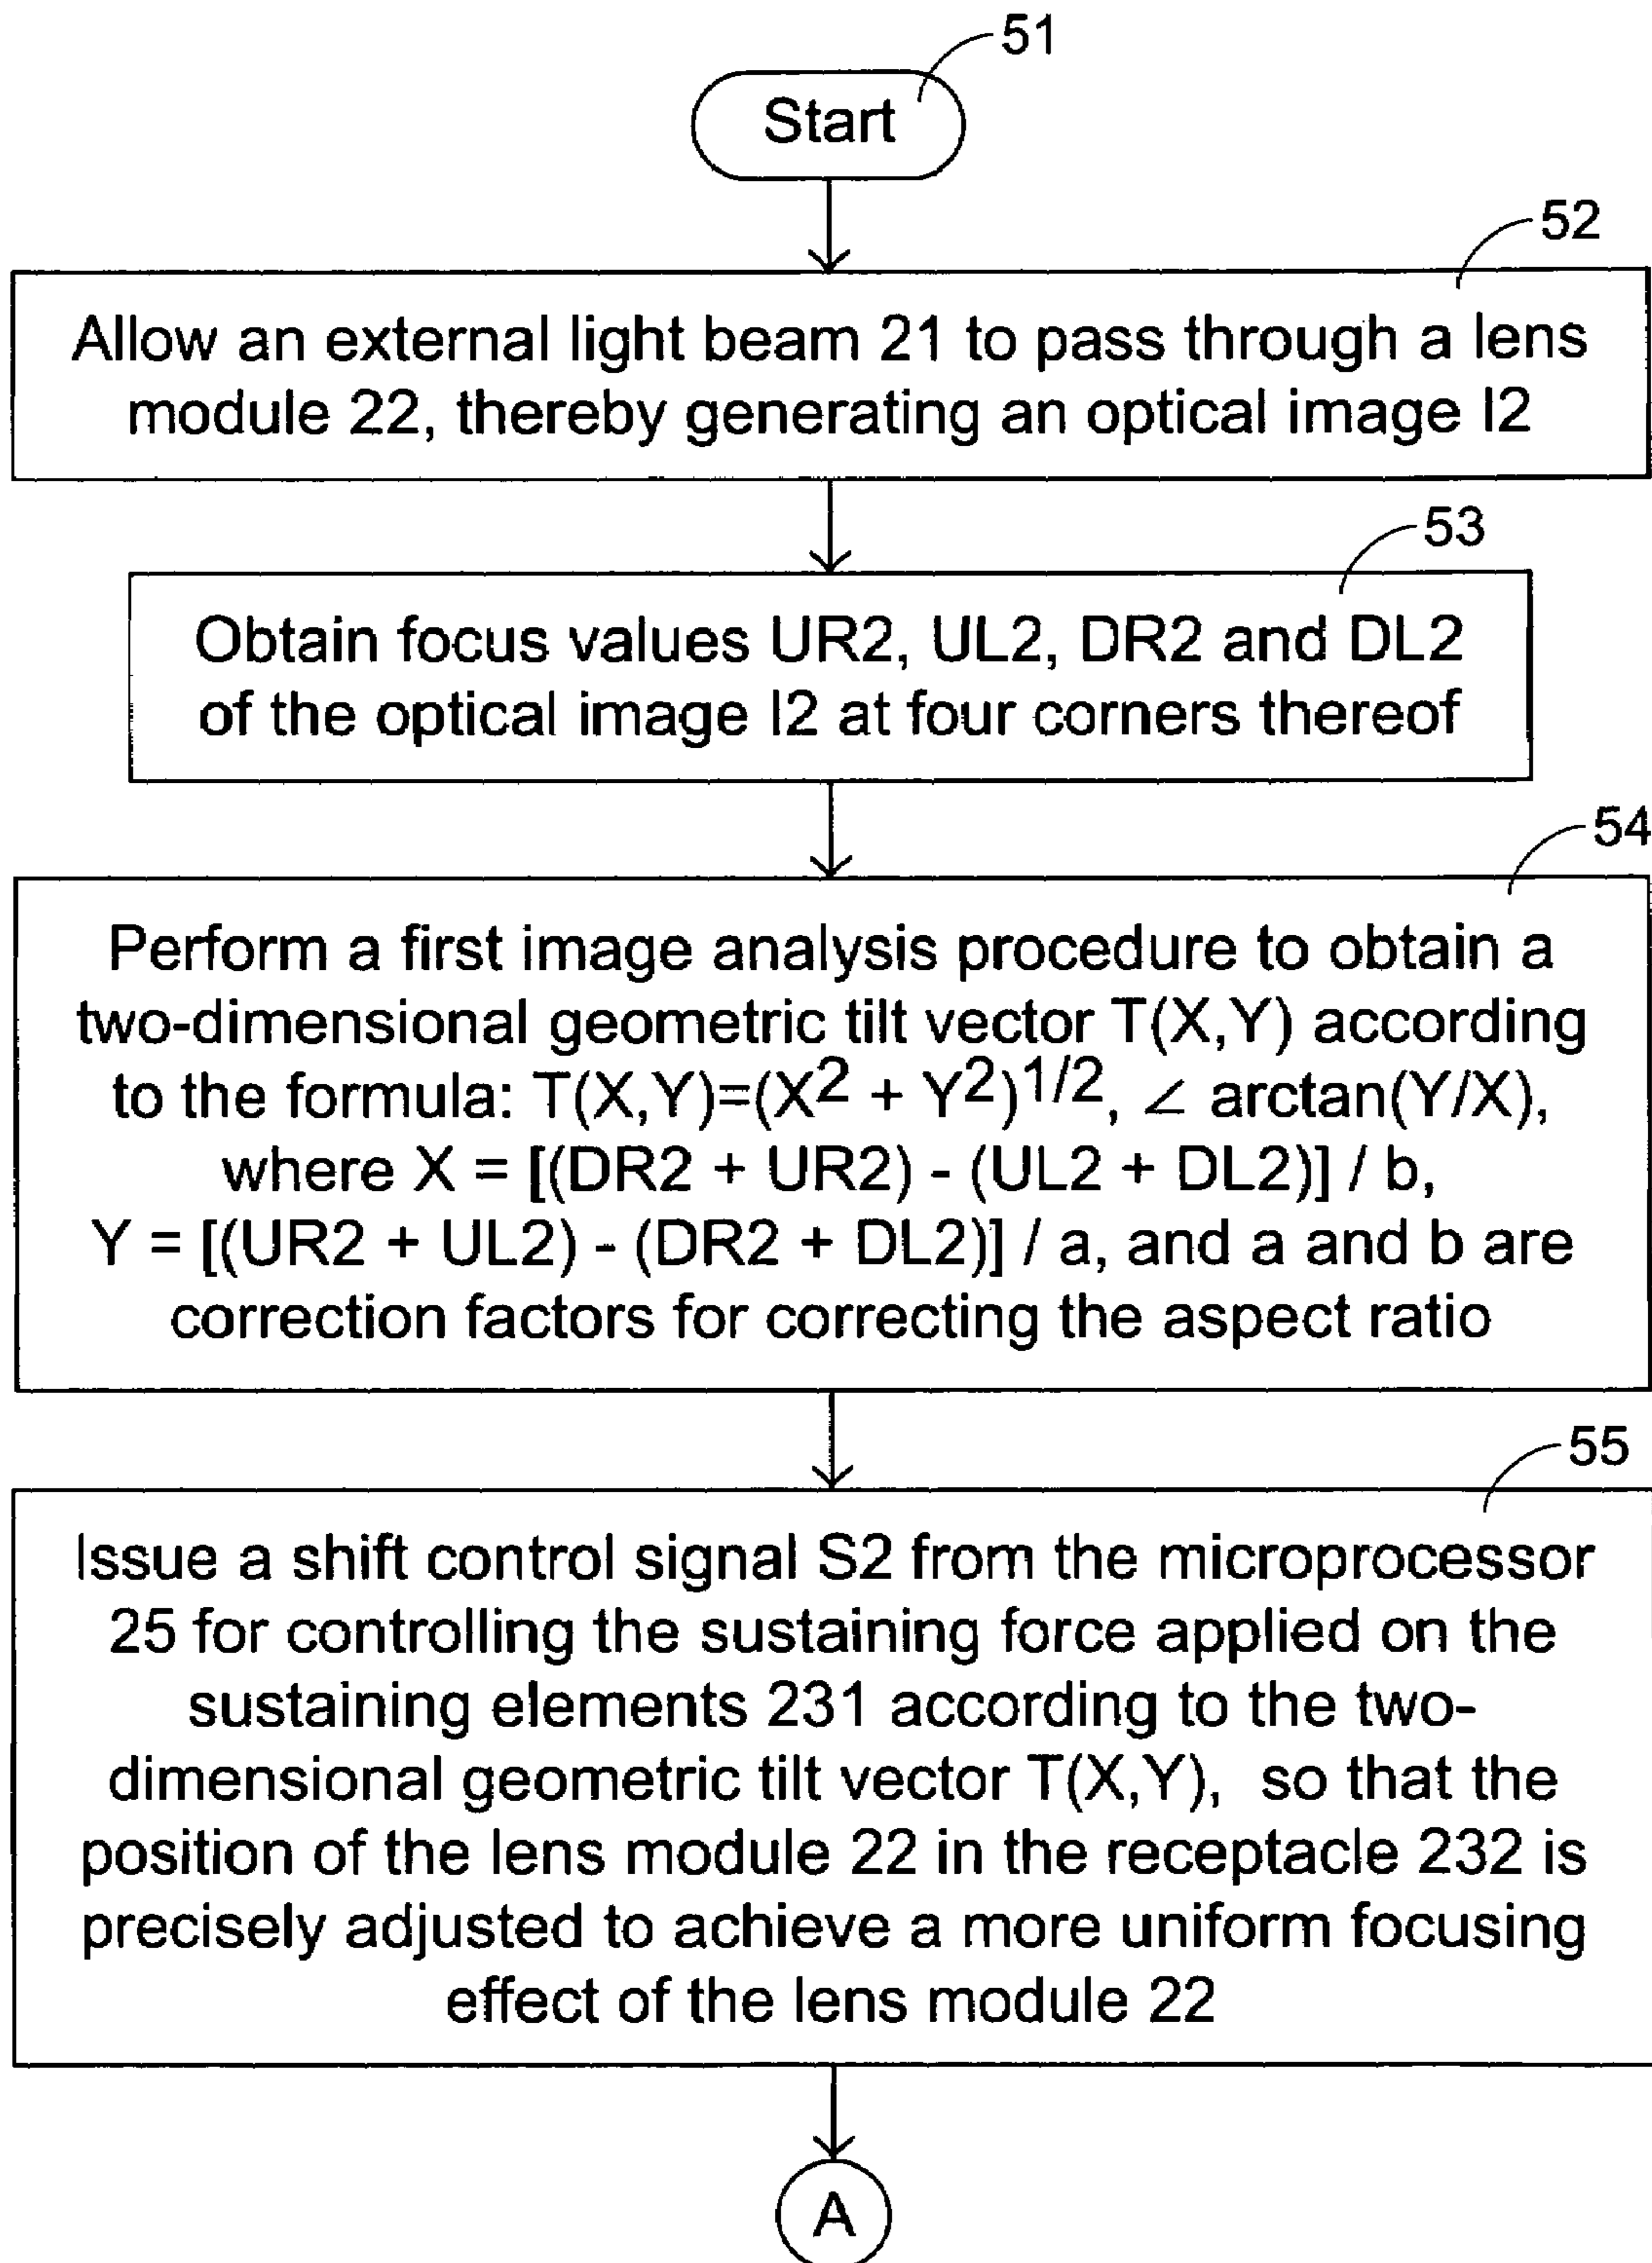 51
Start
52
Allow an external light beam 21 to pass through a lens
module 22, thereby generating an optical image I2
53
Obtain focus values UR2, UL2, DR2 and DL2
of the optical image I2 at four corners thereof
54
Perform a first image analysis procedure to obtain a
two-dimensional geometric tilt vector T(X,Y) according
to the formula: T(X,Y)=(X² + Y²)¹/², ∠ arctan(Y/X),
where X = [(DR2 + UR2) - (UL2 + DL2)] / b,
Y = [(UR2 + UL2) - (DR2 + DL2)] / a, and a and b are
correction factors for correcting the aspect ratio
55
Issue a shift control signal S2 from the microprocessor
25 for controlling the sustaining force applied on the
sustaining elements 231 according to the two-
dimensional geometric tilt vector T(X,Y), so that the
position of the lens module 22 in the receptacle 232 is
precisely adjusted to achieve a more uniform focusing
effect of the lens module 22
A